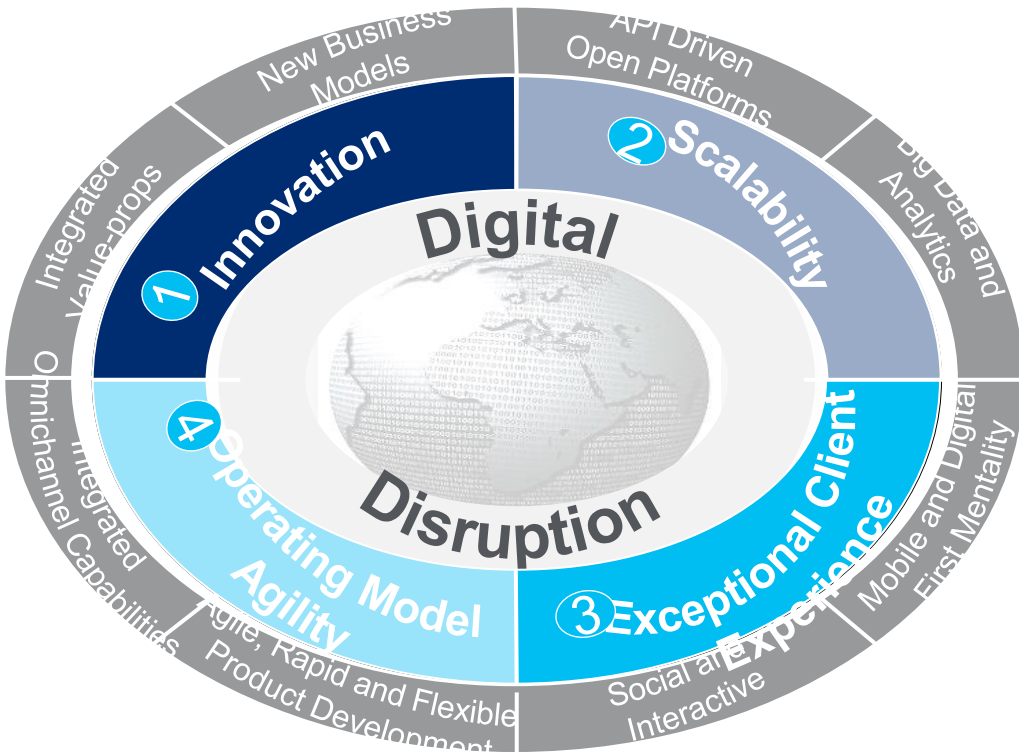 Digital
Disruption
1 Innovation
Integrated
Value-props
New Business
Models
2 Scalability
API Driven
Open Platforms
Big Data and
Analytics
3 Exceptional Client
Experience
Mobile and Digital
First Mentality
Social and
Interactive
4 Operating Model
Agility
Agile, Rapid and Flexible
Product Development
Integrated
Omnichannel Capabilities